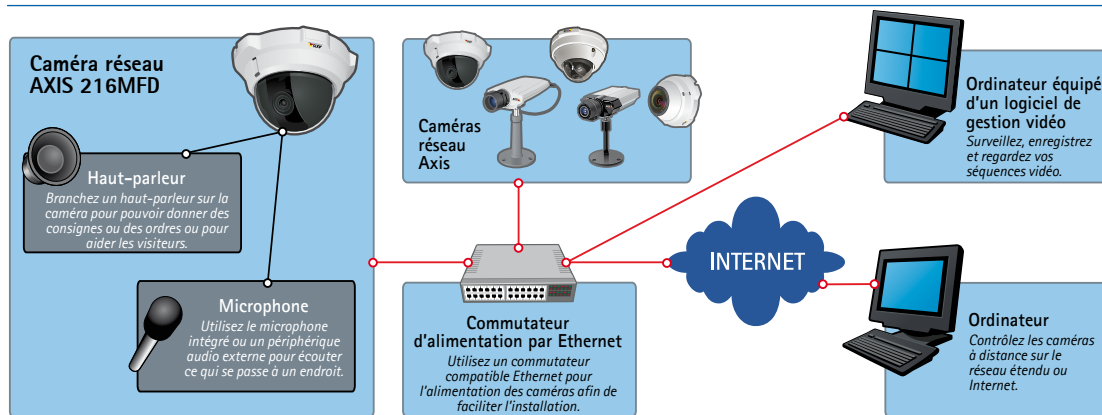 Caméra réseau
AXIS 216MFD
Haut-parleur
Branchez un haut-parleur sur la
caméra pour pouvoir donner des
consignes ou des ordres ou pour
aider les visiteurs.
Microphone
Utilisez le microphone
intégré ou un périphérique
audio externe pour écouter
ce qui se passe à un endroit.
Caméras
réseau
Axis
Commutateur
d'alimentation par Ethernet
Utilisez un commutateur
compatible Ethernet pour
l'alimentation des caméras afin de
faciliter l'installation.
INTERNET
Ordinateur équipé
d'un logiciel de
gestion vidéo
Surveillez, enregistrez
et regardez vos
séquences vidéo.
Ordinateur
Contrôlez les caméras
à distance sur le
réseau étendu ou
Internet.